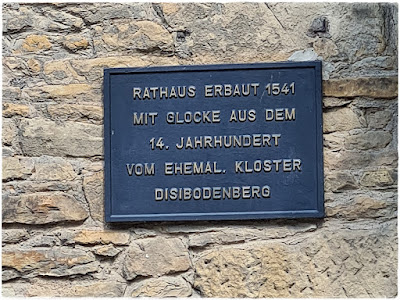 RATHAUS ERBAUT 1541
MIT GLOCKE AUS DEM
14. JAHRHUNDERT
VOM EHEMAL. KLOSTER
DISIBODENBERG